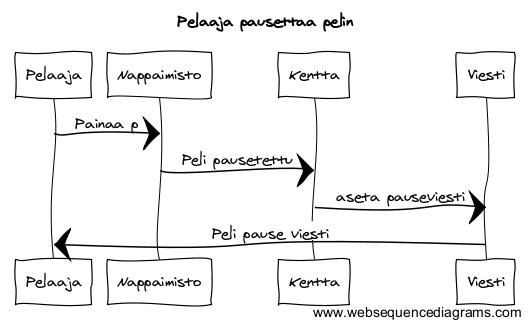 Pelaaja pausettaa pelin
Pelaaja
Nappaimisto
Kentta
Viesti
Painaa p
Peli pausetettu
aseta pauseviesti
Peli pause viesti
Pelaaja
Nappaimisto
Kentta
Viesti
www.websequencediagrams.com